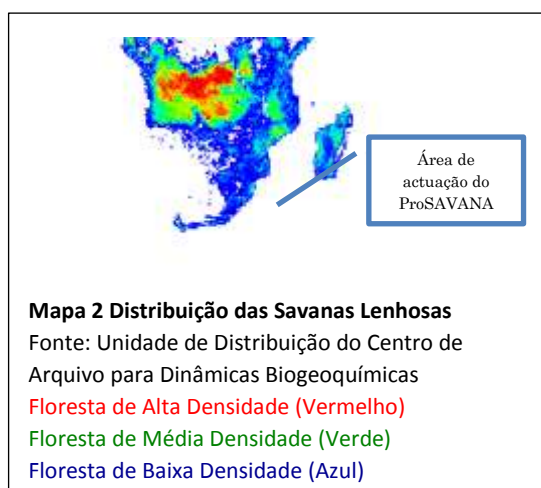 Área de
actuação do
ProSAVANA
Mapa 2 Distribuição das Savanas Lenhosas
Fonte: Unidade de Distribuição do Centro de
Arquivo para Dinâmicas Biogeoquímicas
Floresta de Alta Densidade (Vermelho)
Floresta de Média Densidade (Verde)
Floresta de Baixa Densidade (Azul)